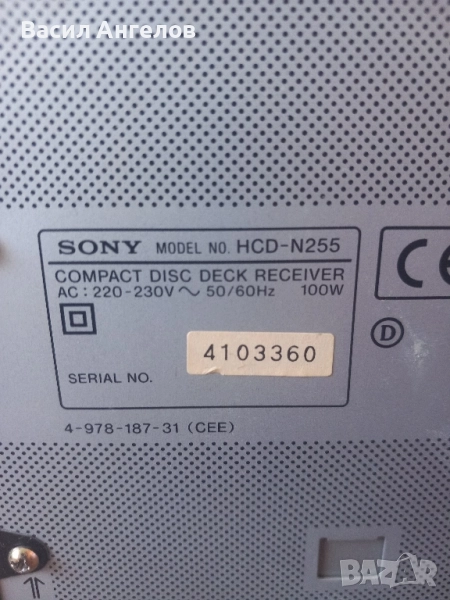 Васил Ангелов
SONY MODEL NO. HCD-N255
COMPACT DISC DECK RECEIVER
AC: 220-230V ~ 50/60Hz 100W
CE
D
4103360
SERIAL NO.
4-978-187-31 (CEE)
BAZAR